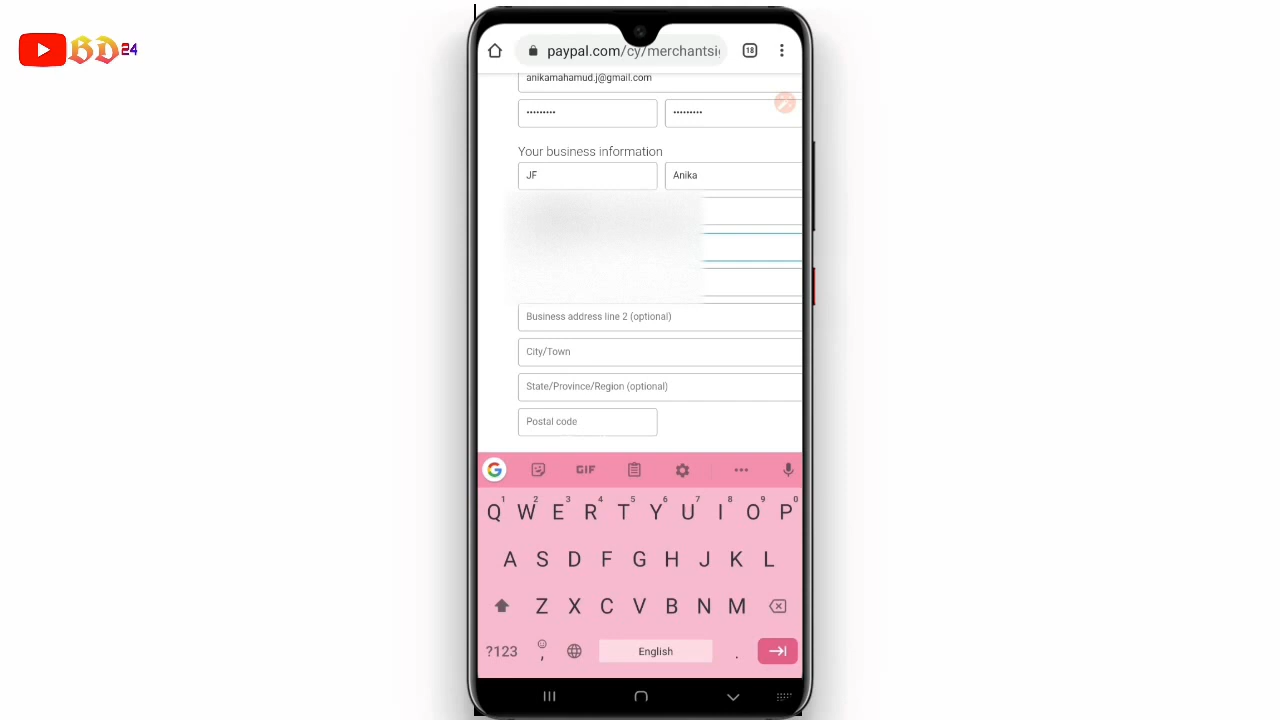 BD 24
paypal.com/cy/merchantsi
18
anikamahamud.j@gmail.com
••••••••• •••••••••
Your business information
JF Anika
Business address line 2 (optional)
City/Town
State/Province/Region (optional)
Postal code
G GIF
1 2 3 4 5 6 7 8 9 0
Q W E R T Y U I O P
A S D F G H J K L
Z X C V B N M
?123 , English .